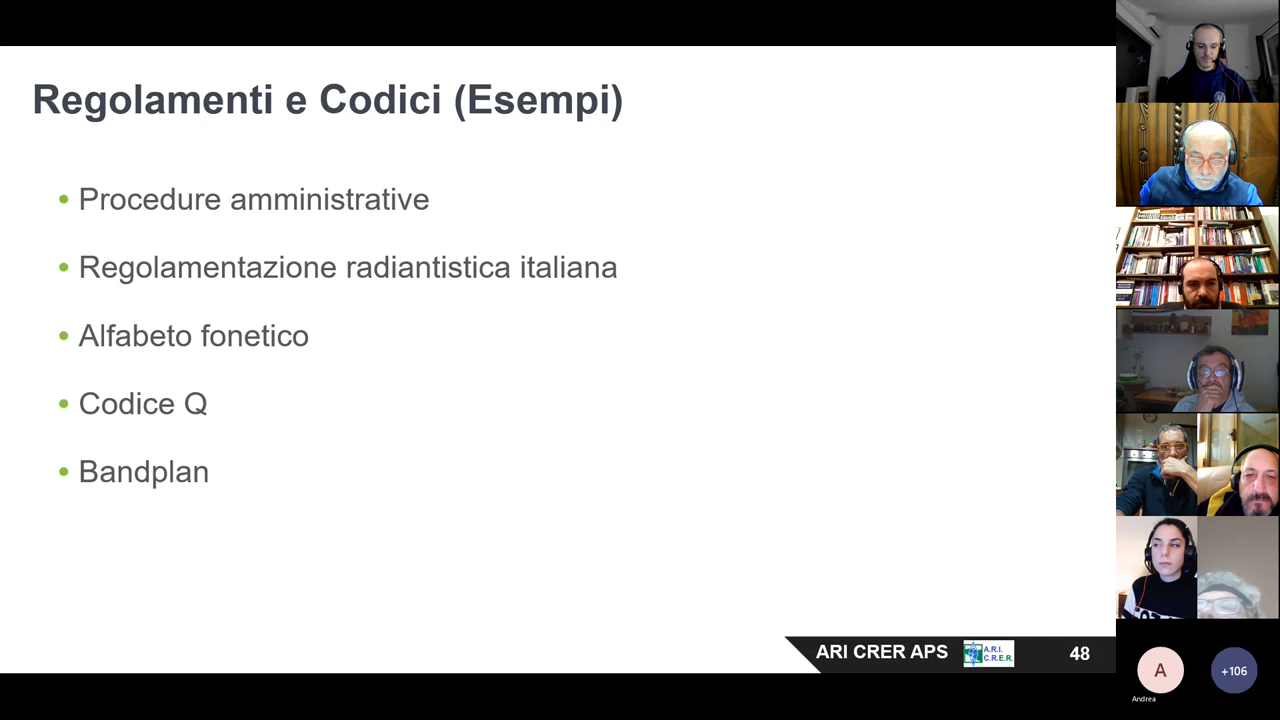 Regolamenti e Codici (Esempi)
• Procedure amministrative
• Regolamentazione radiantistica italiana
• Alfabeto fonetico
• Codice Q
• Bandplan
ARI CRER APS
A.R.I.
C.R.E.R.
48
A
Andrea
+106